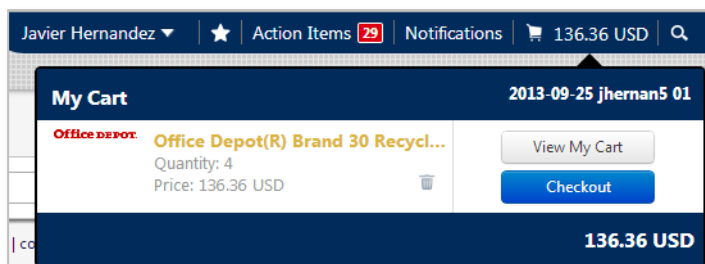 Javier Hernandez ▼ | ★ | Action Items 29 | Notifications | 136.36 USD |
My Cart 2013-09-25 jhernan5 01
Office DEPOT. Office Depot(R) Brand 30 Recycl... View My Cart
Quantity: 4
Price: 136.36 USD Checkout
136.36 USD
| co